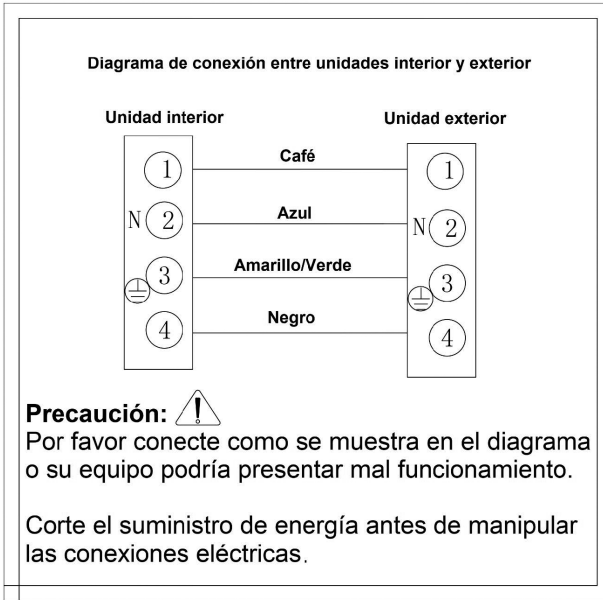 Diagrama de conexión entre unidades interior y exterior
Unidad interior
Unidad exterior
1 Café 1
N 2 Azul N 2
3 Amarillo/Verde 3
4 Negro 4
Precaución:
Por favor conecte como se muestra en el diagrama
o su equipo podría presentar mal funcionamiento.
Corte el suministro de energía antes de manipular
las conexiones eléctricas.